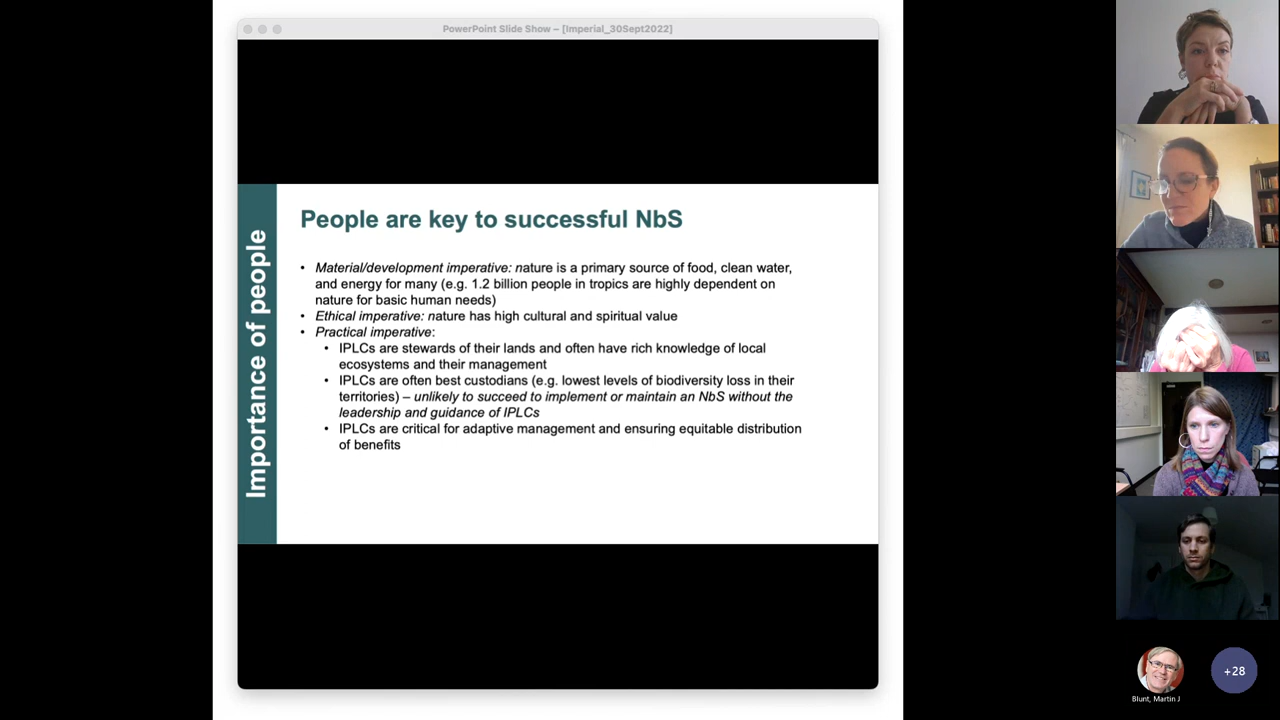 PowerPoint Slide Show – [Imperial_30Sept2022]
Importance of people
People are key to successful NbS
• Material/development imperative: nature is a primary source of food, clean water,
and energy for many (e.g. 1.2 billion people in tropics are highly dependent on
nature for basic human needs)
• Ethical imperative: nature has high cultural and spiritual value
• Practical imperative:
• IPLCs are stewards of their lands and often have rich knowledge of local
ecosystems and their management
• IPLCs are often best custodians (e.g. lowest levels of biodiversity loss in their
territories) – unlikely to succeed to implement or maintain an NbS without the
leadership and guidance of IPLCs
• IPLCs are critical for adaptive management and ensuring equitable distribution
of benefits
+28
Blunt, Martin J